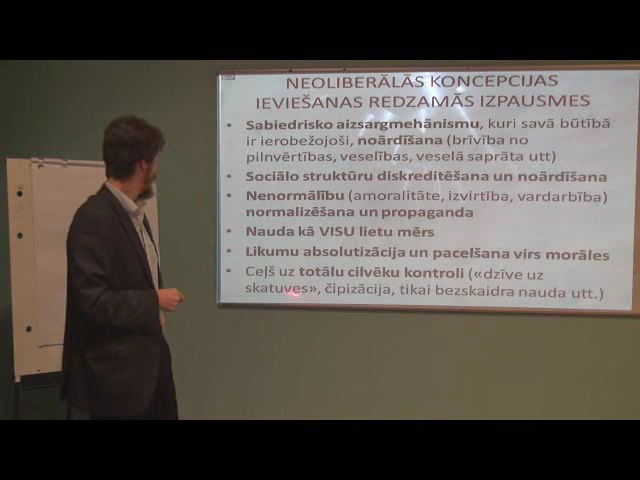 NEOLIBERĀLĀS KONCEPCIJAS
IEVIEŠANAS REDZAMĀS IZPAUSMES
• Sabiedrisko aizsargmehānismu, kuri savā būtībā
ir ierobežojoši, noārdīšana (brīvība no
pilnvērtības, veselības, veselā saprāta utt)
• Sociālo struktūru diskreditēšana un noārdīšana
• Nenormālību (amoralitāte, izvirtība, vardarbība)
normalizēšana un propaganda
• Nauda kā VISU lietu mērs
• Likumu absolutizācija un pacelšana virs morāles
• Ceļš uz totālu cilvēku kontroli («dzīve uz
skatuves», čipizācija, tikai bezskaidra nauda utt.)